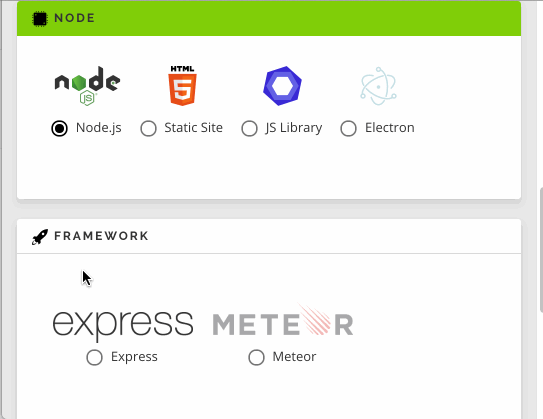 NODE
node
JS
HTML
5
Node.js
Static Site
JS Library
Electron
FRAMEWORK
express
METEOR
Express
Meteor